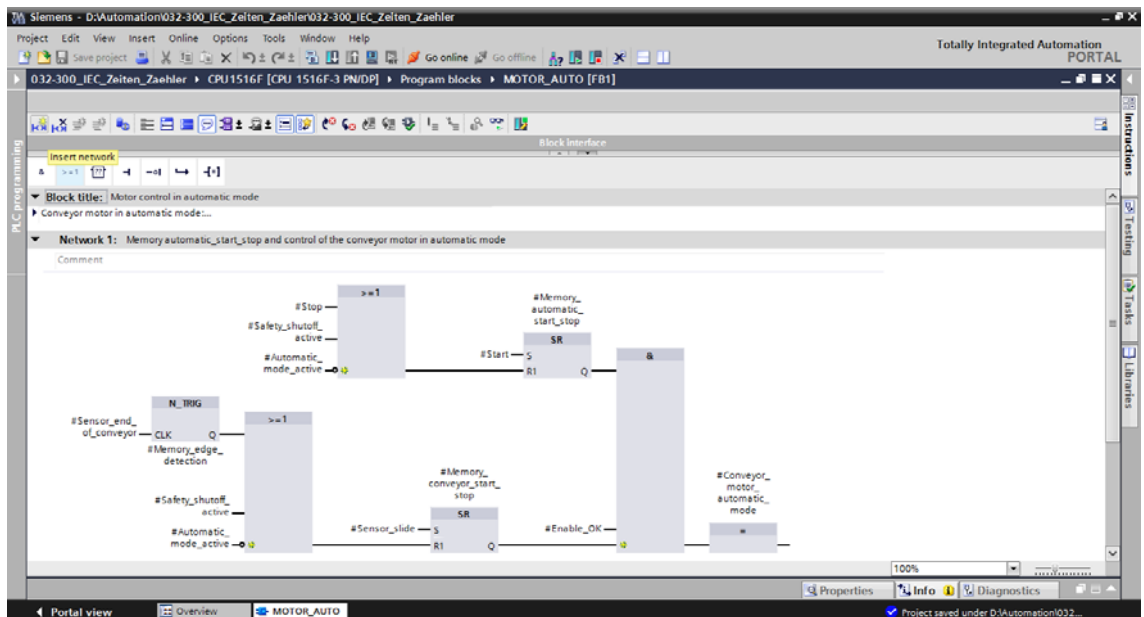 Siemens - D:\Automation\032-300_IEC_Zeiten_Zaehler\032-300_IEC_Zeiten_Zaehler
Project Edit View Insert Online Options Tools Window Help
Totally Integrated Automation
PORTAL
Save project Go online Go offline
032-300_IEC_Zeiten_Zaehler CPU1516F [CPU 1516F-3 PN/DP] Program blocks MOTOR_AUTO [FB1]
Block interface
Insert network
& >=1 [??] -| -o| -[=]
Block title: Motor control in automatic mode
Conveyor motor in automatic mode:...
Network 1: Memory automatic_start_stop and control of the conveyor motor in automatic mode
Comment
>=1
#Stop
#Safety_shutoff_
active
#Automatic_
mode_active
#Memory_
automatic_
start_stop
SR
#Start S
R1 Q
&
N_TRIG
#Sensor_end_
of_conveyor CLK Q
#Memory_edge_
detection
>=1
#Safety_shutoff_
active
#Automatic_
mode_active
#Memory_
conveyor_start_
stop
SR
#Sensor_slide S
R1 Q
#Enable_OK
#Conveyor_
motor_
automatic_
mode
=
100%
Properties Info Diagnostics
Portal view Overview MOTOR_AUTO
Project saved under D:\Automation\032...
PLC programming
Instructions
Testing
Tasks
Libraries